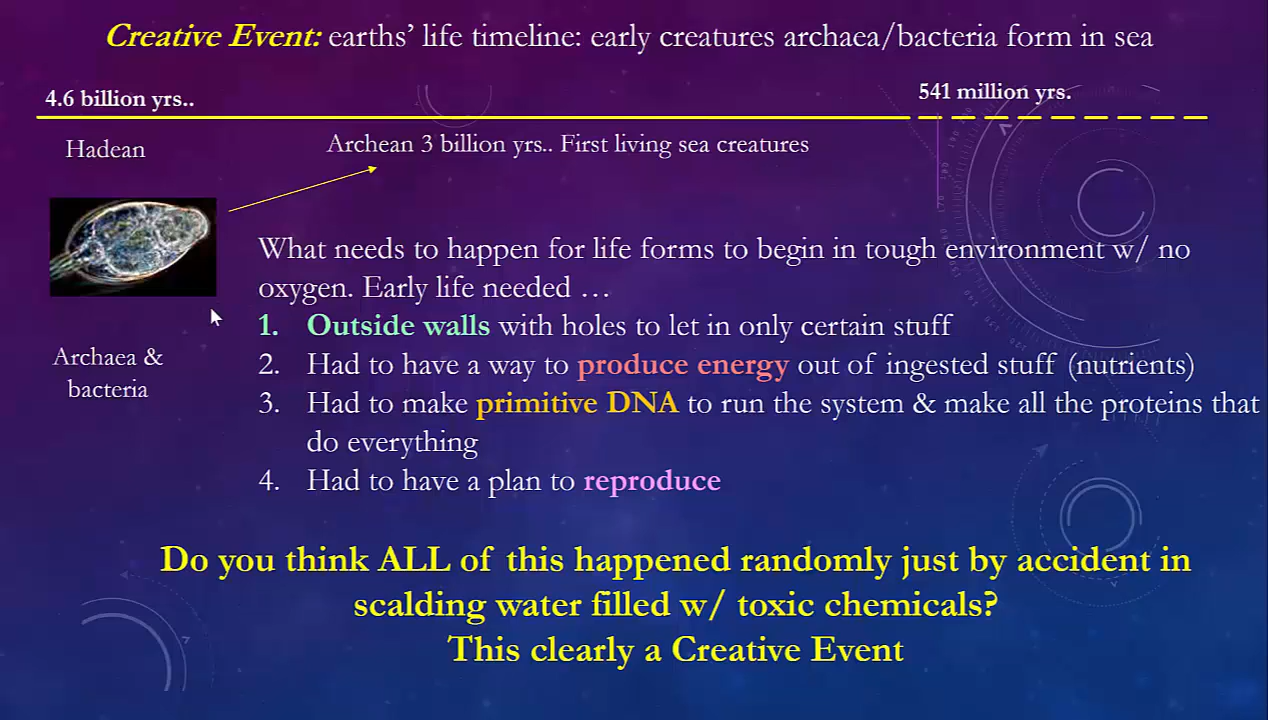 Creative Event: earths’ life timeline: early creatures archaea/bacteria form in sea
4.6 billion yrs..
541 million yrs.
Hadean
Archean 3 billion yrs.. First living sea creatures
What needs to happen for life forms to begin in tough environment w/ no
oxygen. Early life needed …
1. Outside walls with holes to let in only certain stuff
2. Had to have a way to produce energy out of ingested stuff (nutrients)
3. Had to make primitive DNA to run the system & make all the proteins that
do everything
4. Had to have a plan to reproduce
Archaea &
bacteria
Do you think ALL of this happened randomly just by accident in
scalding water filled w/ toxic chemicals?
This clearly a Creative Event